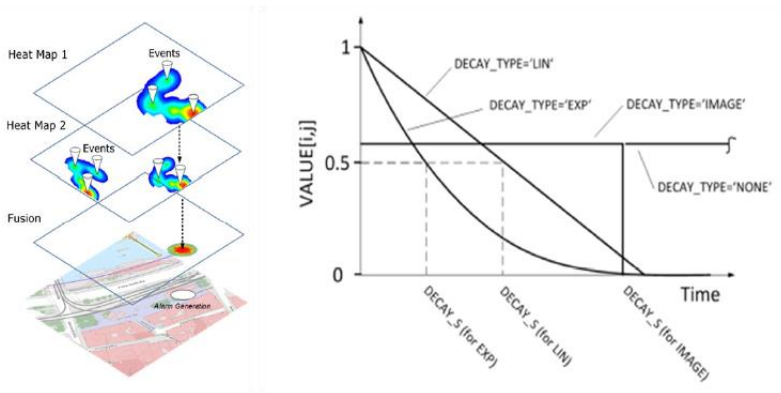 Heat Map 1
Events
Heat Map 2
Events
Fusion
Alarm Generation
1
0.5
0
VALUE[i,j]
DECAY_TYPE='LIN'
DECAY_TYPE='EXP'
DECAY_TYPE='IMAGE'
DECAY_TYPE='NONE'
Time
DECAY_S (for EXP)
DECAY_S (for LIN)
DECAY_S (for IMAGE)